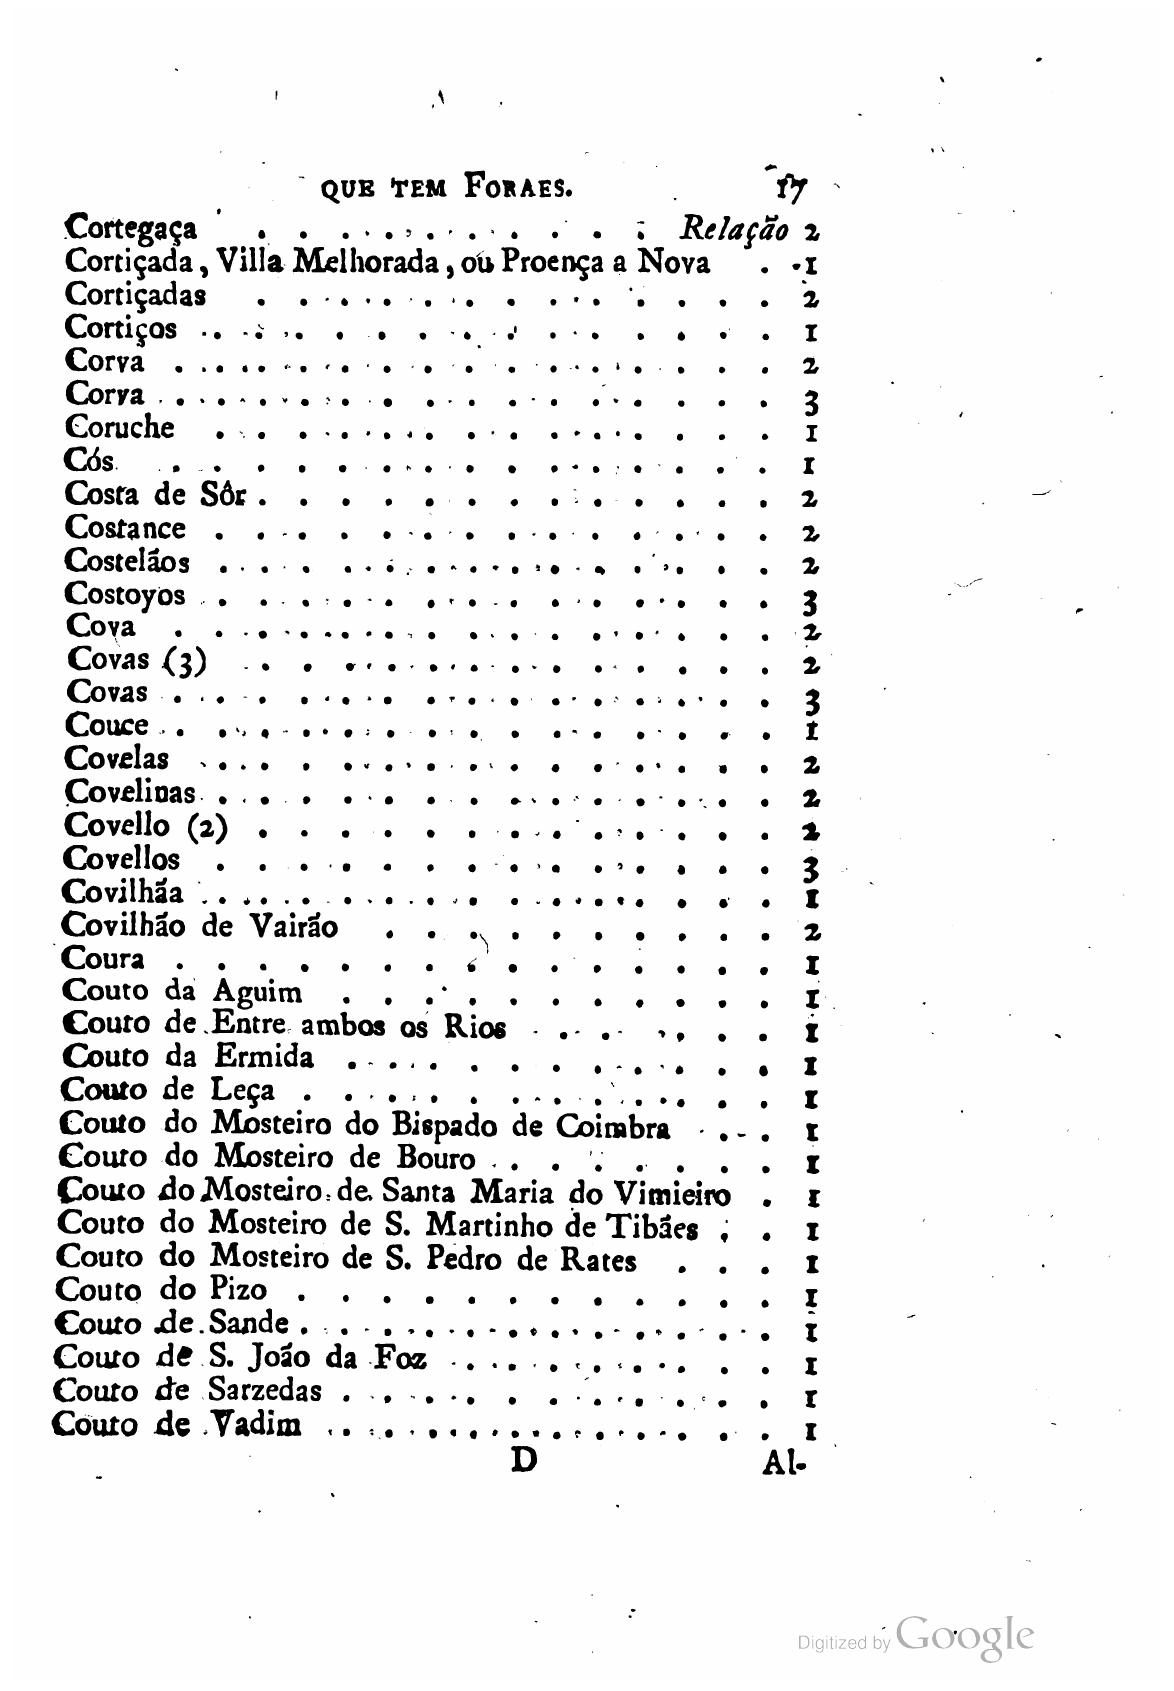 QUE TEM FORAES. 17
Cortegaça . . . . . . . . . . . Relação 2
Cortiçada, Villa Melhorada, ou Proença a Nova . . 1
Cortiçadas . . . . . . . . . . . . . 2
Cortiços . . . . . . . . . . . . . 1
Corva . . . . . . . . . . . . . . 2
Corva . . . . . . . . . . . . . . 3
Coruche . . . . . . . . . . . . . 1
Cós . . . . . . . . . . . . . . 1
Costa de Sôr . . . . . . . . . . . . . 2
Costance . . . . . . . . . . . . . 2
Costelãos . . . . . . . . . . . . . 2
Costoyos . . . . . . . . . . . . . 3
Cova . . . . . . . . . . . . . . 2
Covas (3) . . . . . . . . . . . . . 2
Covas . . . . . . . . . . . . . . 3
Couce . . . . . . . . . . . . . . 1
Covelas . . . . . . . . . . . . . 2
Covelinas . . . . . . . . . . . . . 2
Covello (2) . . . . . . . . . . . . . 2
Covellos . . . . . . . . . . . . . 3
Covilhãa . . . . . . . . . . . . . 1
Covilhão de Vairão . . . . . . . . . . 2
Coura . . . . . . . . . . . . . . . 1
Couto da Aguim . . . . . . . . . . . 1
Couto de Entre ambos os Rios . . . . . . 1
Couto da Ermida . . . . . . . . . . . 1
Couto de Leça . . . . . . . . . . . . 1
Couto do Mosteiro do Bispado de Coimbra . . . 1
Couto do Mosteiro de Bouro . . . . . . . . 1
Couto do Mosteiro de Santa Maria do Vimieiro . 1
Couto do Mosteiro de S. Martinho de Tibães . . 1
Couto do Mosteiro de S. Pedro de Rates . . . 1
Couto do Pizo . . . . . . . . . . . . 1
Couto de Sande . . . . . . . . . . . . 1
Couto de S. João da Foz . . . . . . . . . 1
Couto de Sarzedas . . . . . . . . . . . 1
Couto de Vadim . . . . . . . . . . . 1
D Al-
Digitized by Google